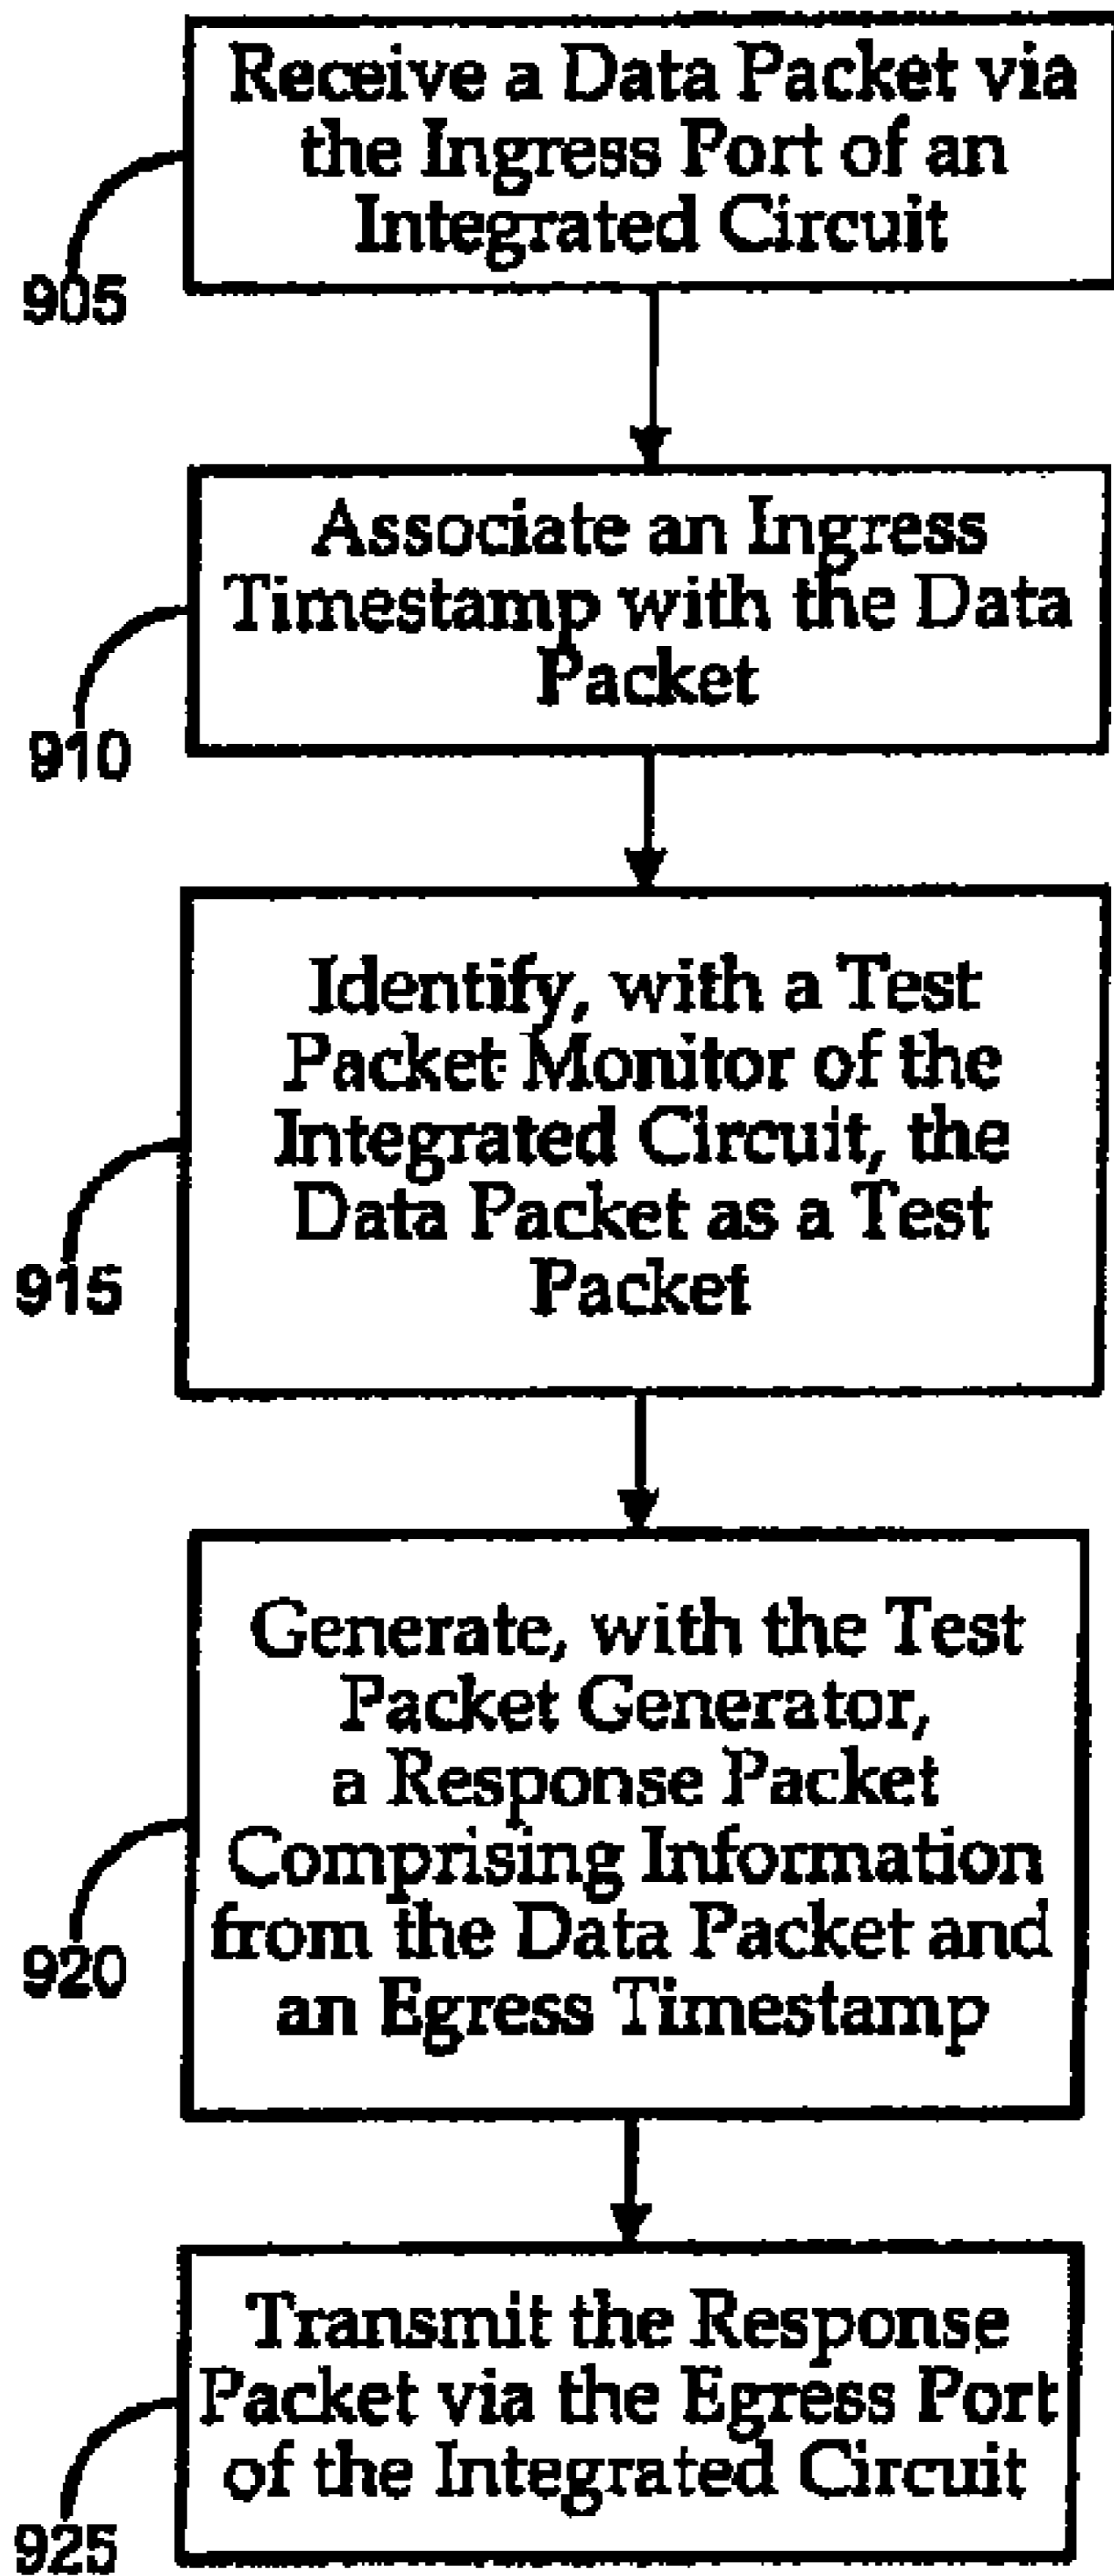 Receive a Data Packet via
the Ingress Port of an
Integrated Circuit
905
Associate an Ingress
Timestamp with the Data
Packet
910
Identify, with a Test
Packet Monitor of the
Integrated Circuit, the
Data Packet as a Test
Packet
915
Generate, with the Test
Packet Generator,
a Response Packet
Comprising Information
from the Data Packet and
an Egress Timestamp
920
Transmit the Response
Packet via the Egress Port
of the Integrated Circuit
925